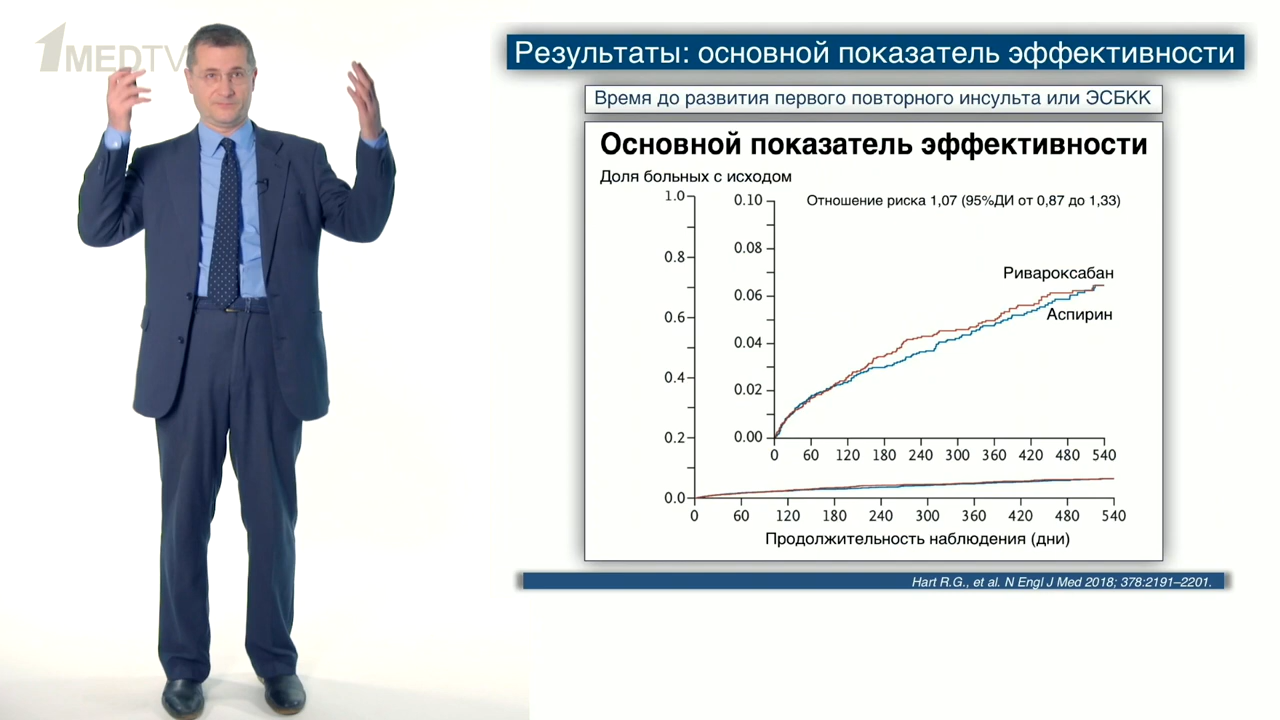 1MEDTV
Результаты: основной показатель эффективности
Время до развития первого повторного инсульта или ЭСБКК
Основной показатель эффективности
Доля больных с исходом
Отношение риска 1,07 (95%ДИ от 0,87 до 1,33)
1.0
0.8
0.6
0.4
0.2
0.0
0.10
0.08
0.06
0.04
0.02
0.00
Ривароксабан
Аспирин
0 60 120 180 240 300 360 420 480 540
0 60 120 180 240 300 360 420 480 540
Продолжительность наблюдения (дни)
Hart R.G., et al. N Engl J Med 2018; 378:2191–2201.